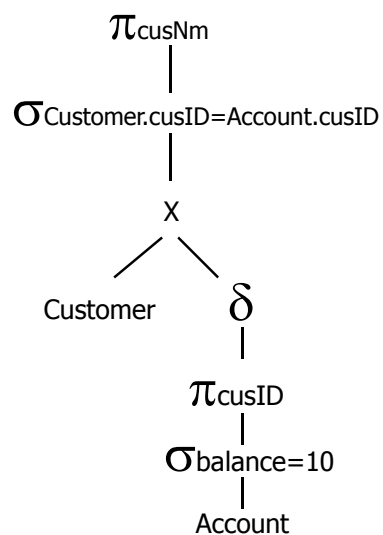 πcusNm
σCustomer.cusID=Account.cusID
X
Customer
δ
πcusID
σbalance=10
Account